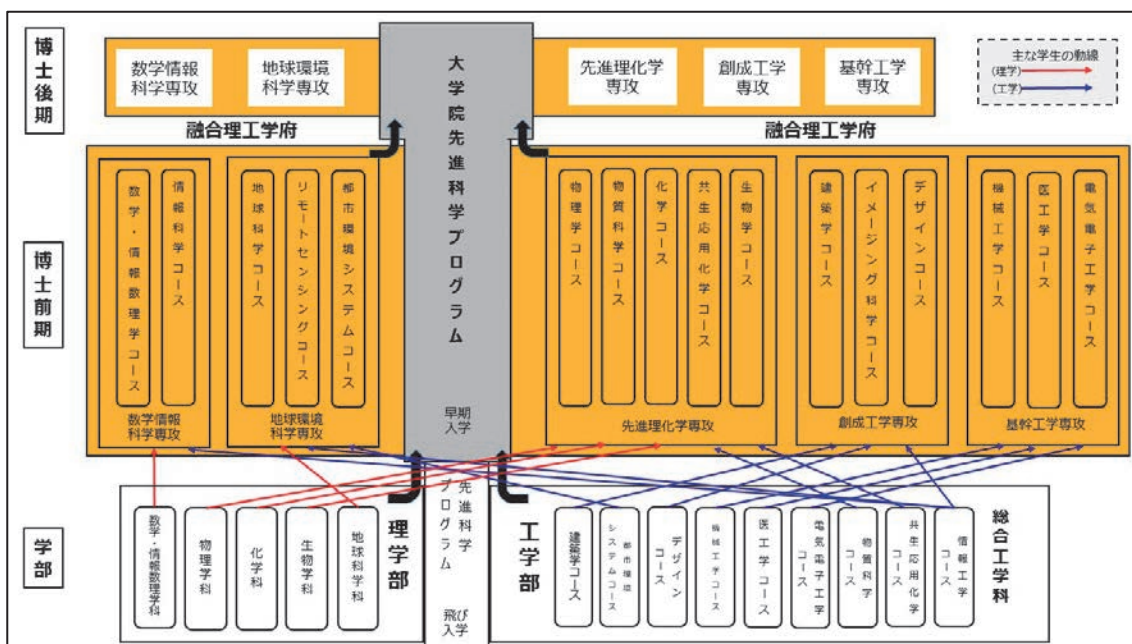 博士後期
数学情報
科学専攻
地球環境
科学専攻
融合理工学府
大学院先進科学プログラム
先進理化学
専攻
創成工学
専攻
基幹工学
専攻
融合理工学府
主な学生の動線
(理学)
(工学)
博士前期
数学・情報数理学コース
情報科学コース
数学情報
科学専攻
地球科学コース
リモートセンシングコース
都市環境システムコース
地球環境
科学専攻
早期
入学
物理学コース
物質科学コース
化学コース
共生応用化学コース
生物学コース
先進理化学専攻
建築学コース
イメージング科学コース
デザインコース
創成工学専攻
機械工学コース
医工学コース
電気電子工学コース
基幹工学専攻
学部
数学・情報数理学科
物理学科
化学科
生物学科
地球科学科
理学部
先進科学
プログラム
飛び
入学
工学部
建築学コース
都市環境
システムコース
デザイン
コース
機械工学コース
医工学コース
電気電子工学
コース
物質科学
コース
共生応用化学
コース
情報工学
コース
総合工学科